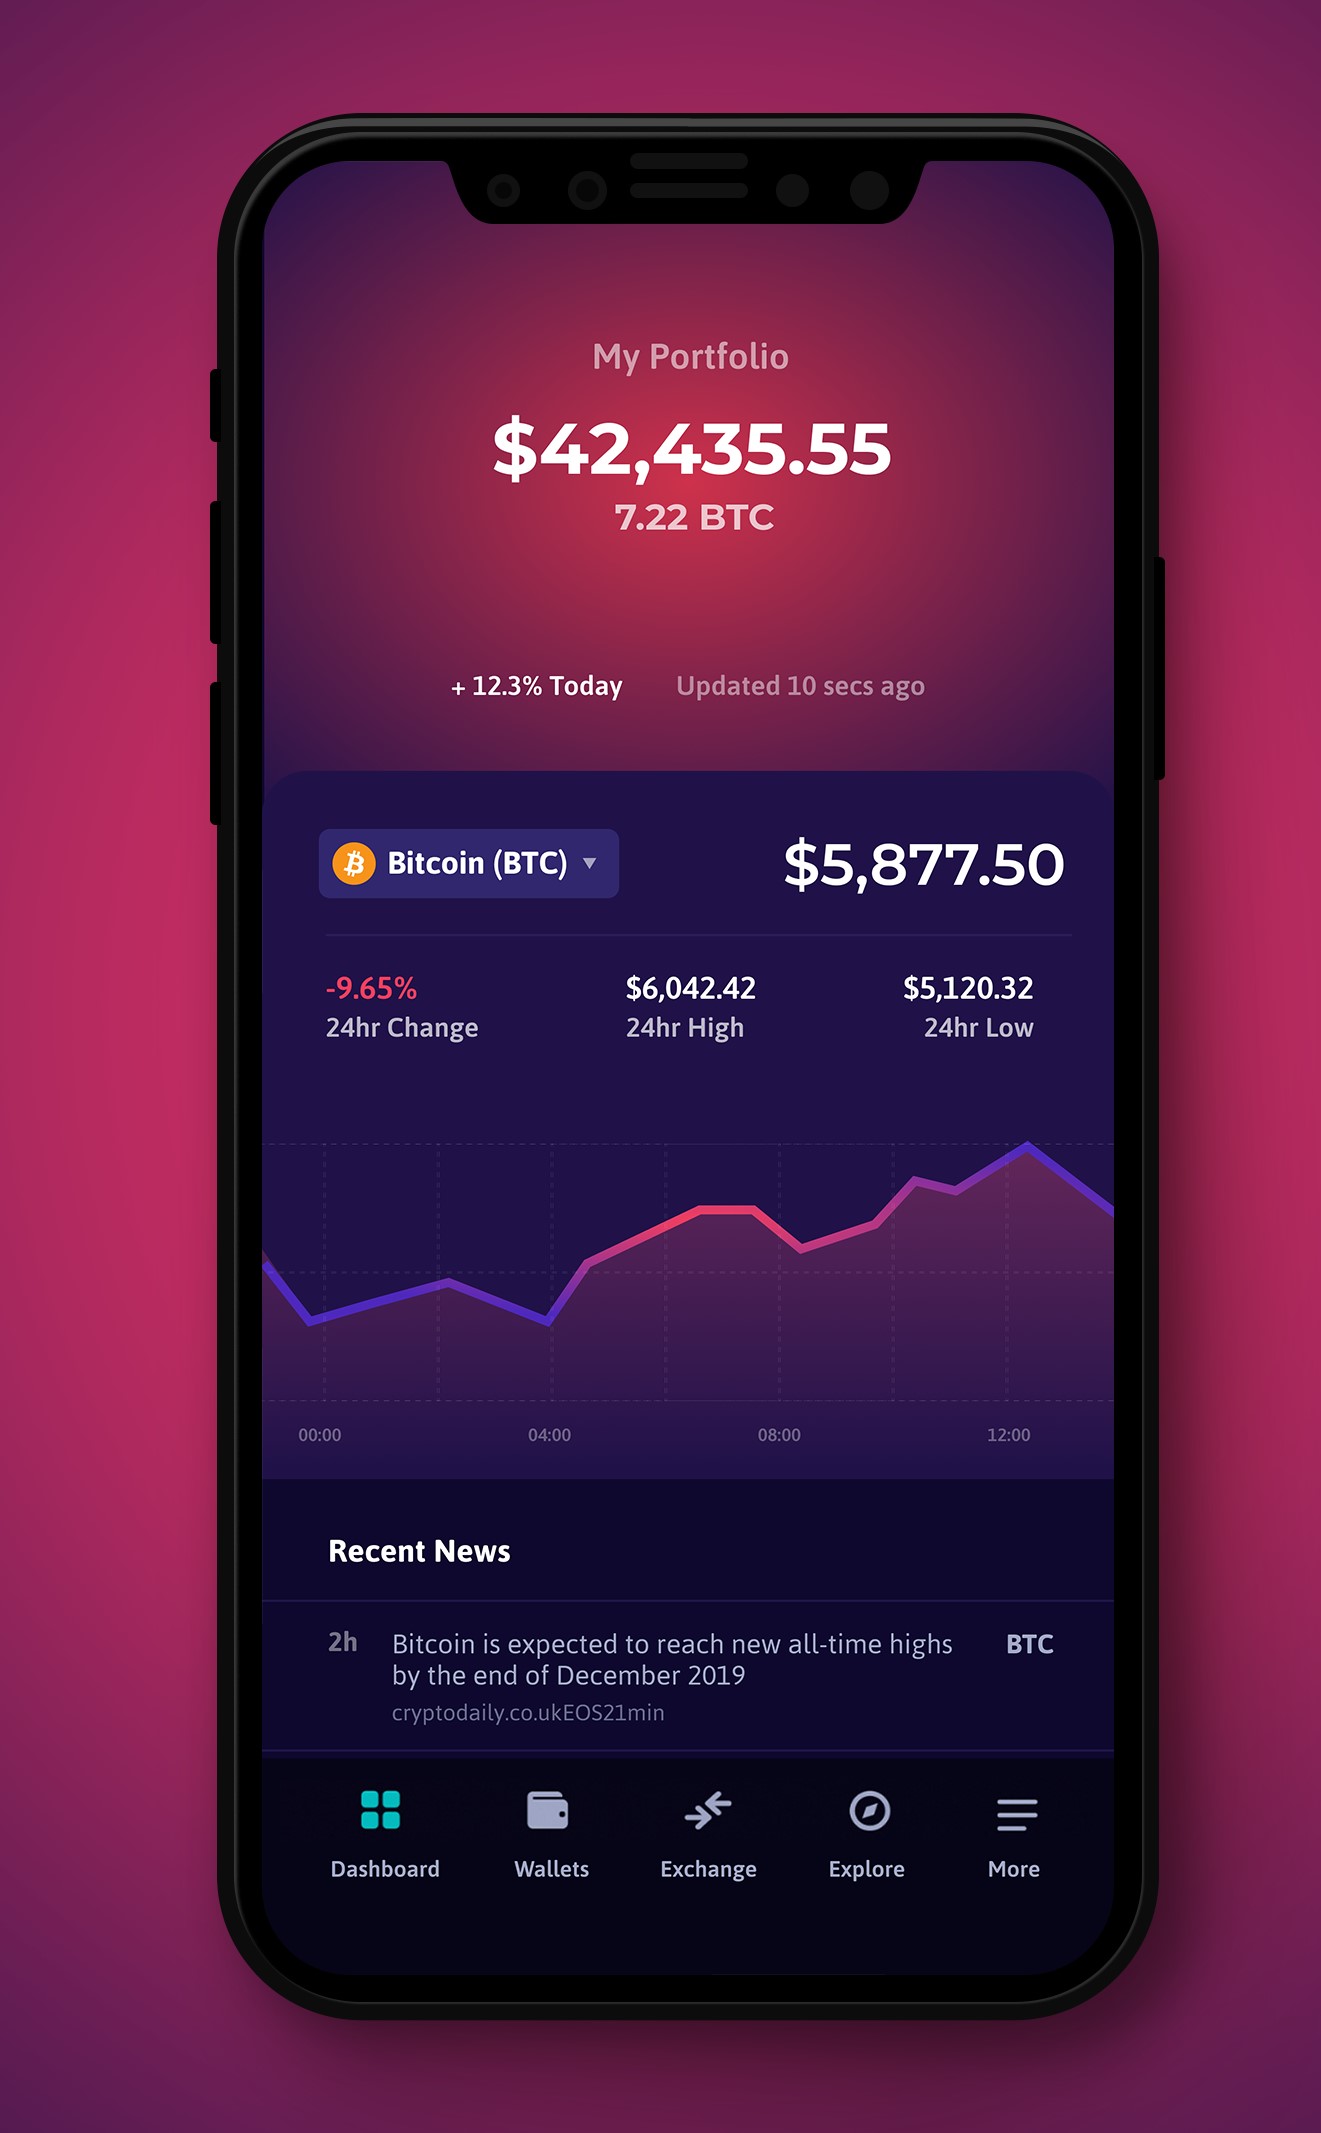 My Portfolio
$42,435.55
7.22 BTC
+ 12.3% Today Updated 10 secs ago
Bitcoin (BTC) $5,877.50
-9.65% $6,042.42 $5,120.32
24hr Change 24hr High 24hr Low
00:00 04:00 08:00 12:00
Recent News
2h Bitcoin is expected to reach new all-time highs BTC
by the end of December 2019
cryptodaily.co.ukEOS21min
Dashboard Wallets Exchange Explore More